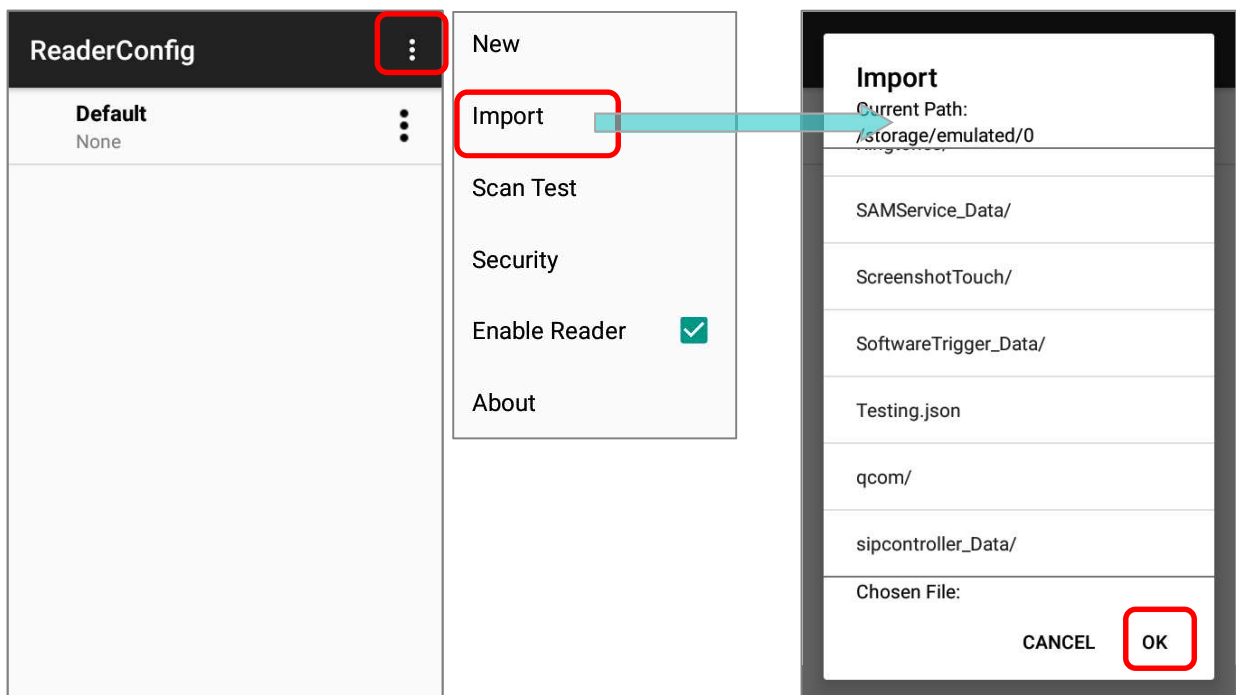 ReaderConfig
Default
None
New
Import
Scan Test
Security
Enable Reader
About
Import
Current Path:
/storage/emulated/0
SAMService_Data/
ScreenshotTouch/
SoftwareTrigger_Data/
Testing.json
qcom/
sipcontroller_Data/
Chosen File:
CANCEL
OK